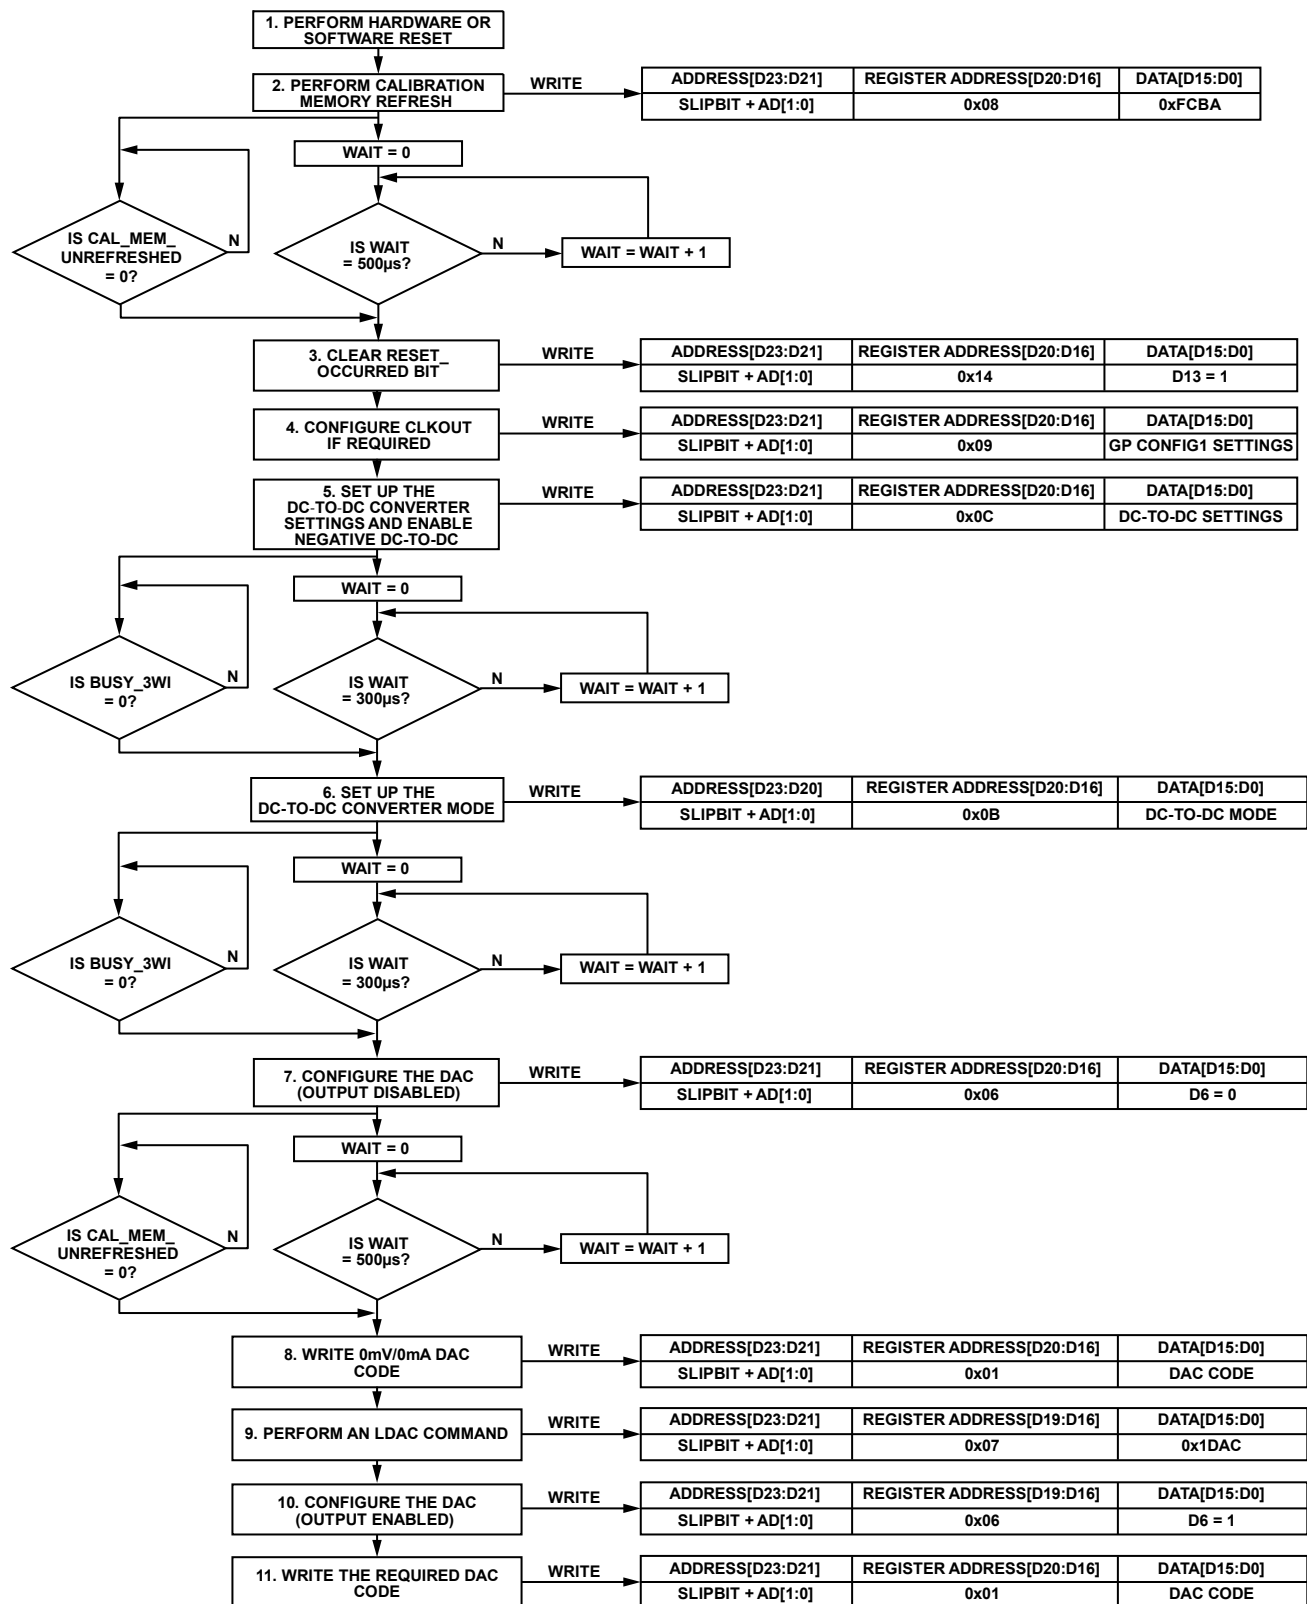 1. PERFORM HARDWARE OR
SOFTWARE RESET
2. PERFORM CALIBRATION
MEMORY REFRESH
WRITE
ADDRESS[D23:D21] REGISTER ADDRESS[D20:D16] DATA[D15:D0]
SLIPBIT + AD[1:0] 0x08 0xFCBA
WAIT = 0
IS CAL_MEM_
UNREFRESHED
= 0?
N
IS WAIT
= 500µs?
N
WAIT = WAIT + 1
3. CLEAR RESET_
OCCURRED BIT
WRITE
ADDRESS[D23:D21] REGISTER ADDRESS[D20:D16] DATA[D15:D0]
SLIPBIT + AD[1:0] 0x14 D13 = 1
4. CONFIGURE CLKOUT
IF REQUIRED
WRITE
ADDRESS[D23:D21] REGISTER ADDRESS[D20:D16] DATA[D15:D0]
SLIPBIT + AD[1:0] 0x09 GP CONFIG1 SETTINGS
5. SET UP THE
DC-TO-DC CONVERTER
SETTINGS AND ENABLE
NEGATIVE DC-TO-DC
WRITE
ADDRESS[D23:D21] REGISTER ADDRESS[D20:D16] DATA[D15:D0]
SLIPBIT + AD[1:0] 0x0C DC-TO-DC SETTINGS
WAIT = 0
IS BUSY_3WI
= 0?
N
IS WAIT
= 300µs?
N
WAIT = WAIT + 1
6. SET UP THE
DC-TO-DC CONVERTER MODE
WRITE
ADDRESS[D23:D20] REGISTER ADDRESS[D20:D16] DATA[D15:D0]
SLIPBIT + AD[1:0] 0x0B DC-TO-DC MODE
WAIT = 0
IS BUSY_3WI
= 0?
N
IS WAIT
= 300µs?
N
WAIT = WAIT + 1
7. CONFIGURE THE DAC
(OUTPUT DISABLED)
WRITE
ADDRESS[D23:D21] REGISTER ADDRESS[D20:D16] DATA[D15:D0]
SLIPBIT + AD[1:0] 0x06 D6 = 0
WAIT = 0
IS CAL_MEM_
UNREFRESHED
= 0?
N
IS WAIT
= 500µs?
N
WAIT = WAIT + 1
8. WRITE 0mV/0mA DAC
CODE
WRITE
ADDRESS[D23:D21] REGISTER ADDRESS[D20:D16] DATA[D15:D0]
SLIPBIT + AD[1:0] 0x01 DAC CODE
9. PERFORM AN LDAC COMMAND
WRITE
ADDRESS[D23:D21] REGISTER ADDRESS[D19:D16] DATA[D15:D0]
SLIPBIT + AD[1:0] 0x07 0x1DAC
10. CONFIGURE THE DAC
(OUTPUT ENABLED)
WRITE
ADDRESS[D23:D21] REGISTER ADDRESS[D19:D16] DATA[D15:D0]
SLIPBIT + AD[1:0] 0x06 D6 = 1
11. WRITE THE REQUIRED DAC
CODE
WRITE
ADDRESS[D23:D21] REGISTER ADDRESS[D20:D16] DATA[D15:D0]
SLIPBIT + AD[1:0] 0x01 DAC CODE